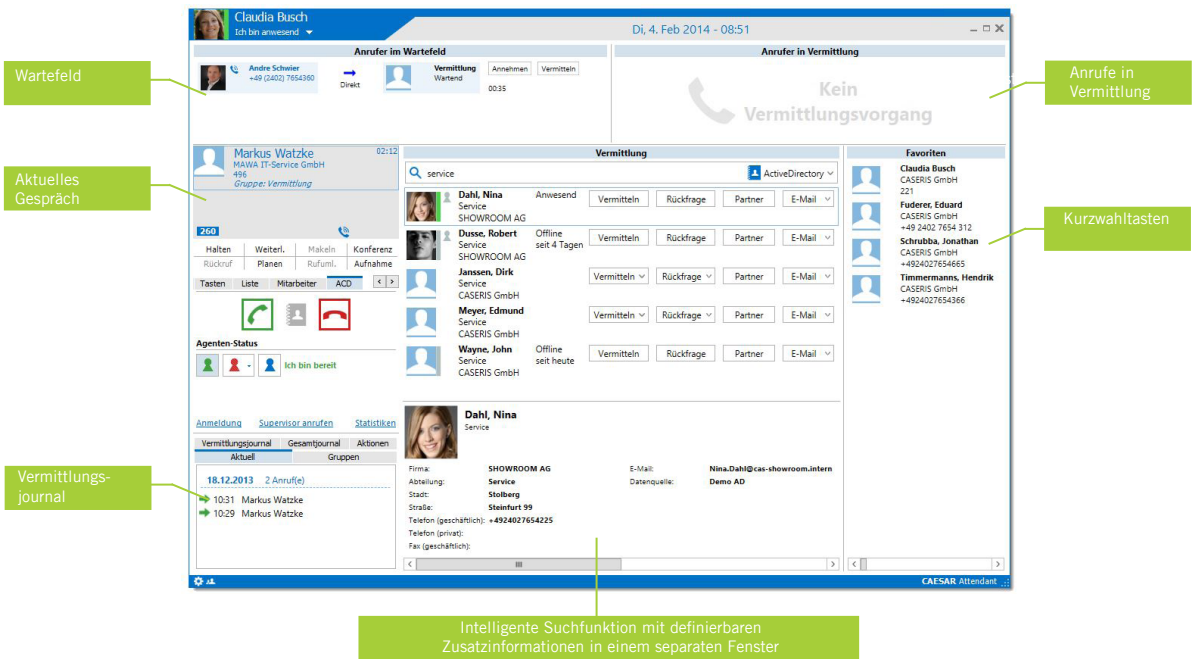 Claudia Busch
Ich bin anwesend
Di, 4. Feb 2014 - 08:51
Anrufer im Wartefeld
Anrufer in Vermittlung
Wartefeld
Andre Schwier
+49 (2402) 7654360
Direkt
Vermittlung
Wartend
Annehmen
Vermitteln
00:35
Kein
Vermittlungsvorgang
Anrufe in
Vermittlung
Aktuelles
Gespräch
Markus Watzke
02:12
MAWA IT-Service GmbH
496
Gruppe: Vermittlung
260
Halten Weiterl. Makeln Konferenz
Rückruf Planen Rufuml. Aufnahme
Tasten Liste Mitarbeiter ACD
Agenten-Status
Ich bin bereit
Anmeldung Supervisor anrufen Statistiken
Vermittlungsjournal Gesamtjournal Aktionen
Aktuell Gruppen
Vermittlungs-
journal
18.12.2013 2 Anruf(e)
10:31 Markus Watzke
10:29 Markus Watzke
Vermittlung
service
ActiveDirectory
Dahl, Nina Anwesend
Service
SHOWROOM AG
Vermitteln Rückfrage Partner E-Mail
Dusse, Robert Offline
Service seit 4 Tagen
SHOWROOM AG
Vermitteln Rückfrage Partner E-Mail
Janssen, Dirk
Service
CASERIS GmbH
Vermitteln Rückfrage Partner E-Mail
Meyer, Edmund
Service
CASERIS GmbH
Vermitteln Rückfrage Partner E-Mail
Wayne, John Offline
Service seit heute
CASERIS GmbH
Vermitteln Rückfrage Partner E-Mail
Dahl, Nina
Service
Firma: SHOWROOM AG E-Mail: Nina.Dahl@cas-showroom.intern
Abteilung: Service Datenquelle: Demo AD
Stadt: Stolberg
Straße: Steinfurt 99
Telefon (geschäftlich): +4924027654225
Telefon (privat):
Fax (geschäftlich):
Favoriten
Claudia Busch
CASERIS GmbH
221
Fuderer, Eduard
CASERIS GmbH
+49 2402 7654 312
Schrubba, Jonathan
CASERIS GmbH
+4924027654665
Timmermanns, Hendrik
CASERIS GmbH
+4924027654366
Kurzwahltasten
CAESAR Attendant
Intelligente Suchfunktion mit definierbaren
Zusatzinformationen in einem separaten Fenster